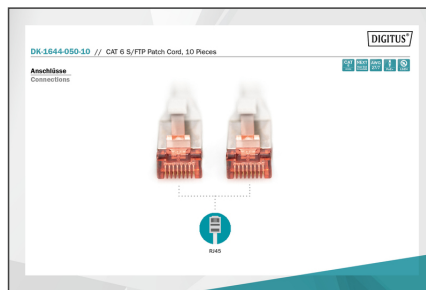 DIGITUS®
DK-1644-050-10 // CAT 6 S/FTP Patch Cord, 10 Pieces
Anschlüsse
Connections
RJ45